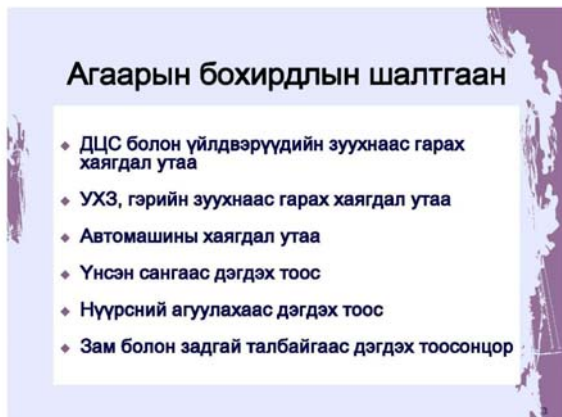 Агаарын бохирдлын шалтгаан
ДЦС болон үйлдвэрүүдийн зуухнаас гарах
хаягдал утаа
УХЗ, гэрийн зуухнаас гарах хаягдал утаа
Автомашины хаягдал утаа
Үнсэн сангаас дэгдэх тоос
Нүүрсний агуулахаас дэгдэх тоос
Зам болон задгай талбайгаас дэгдэх тоосонцор
3